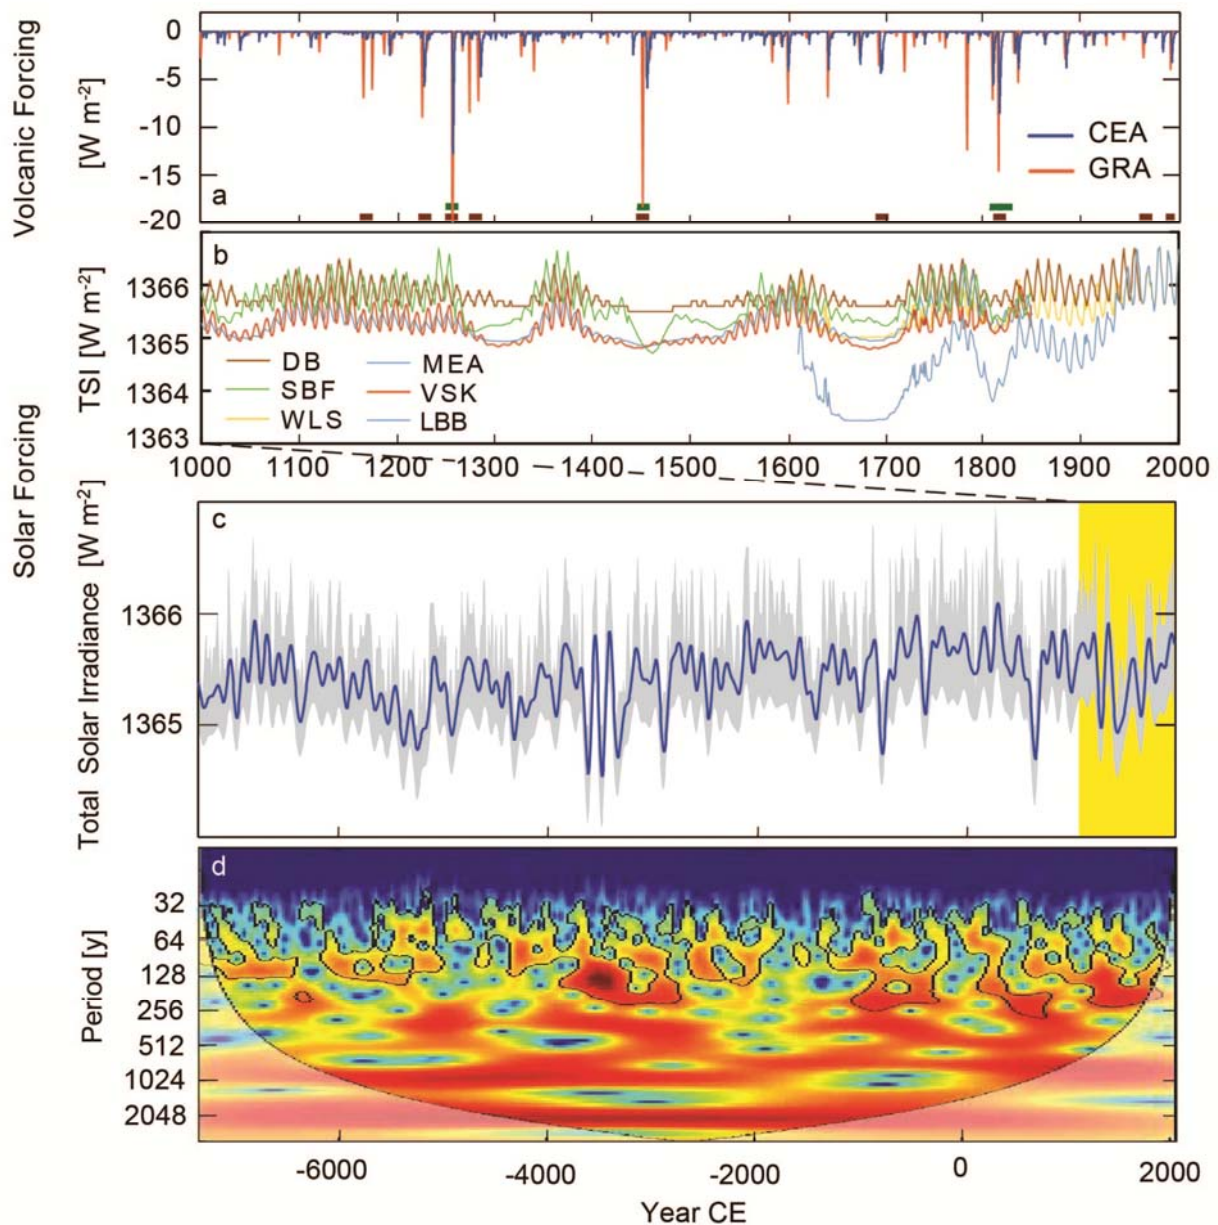 Volcanic Forcing
[W m-2]
0
-5
-10
-15
-20
a
CEA
GRA
Solar Forcing
TSI [W m-2]
b
1366
1365
1364
1363
DB
SBF
WLS
MEA
VSK
LBB
1000 1100 1200 1300 1400 1500 1600 1700 1800 1900 2000
Total Solar Irradiance [W m-2]
c
1366
1365
d
Period [y]
32
64
128
256
512
1024
2048
-6000 -4000 -2000 0 2000
Year CE